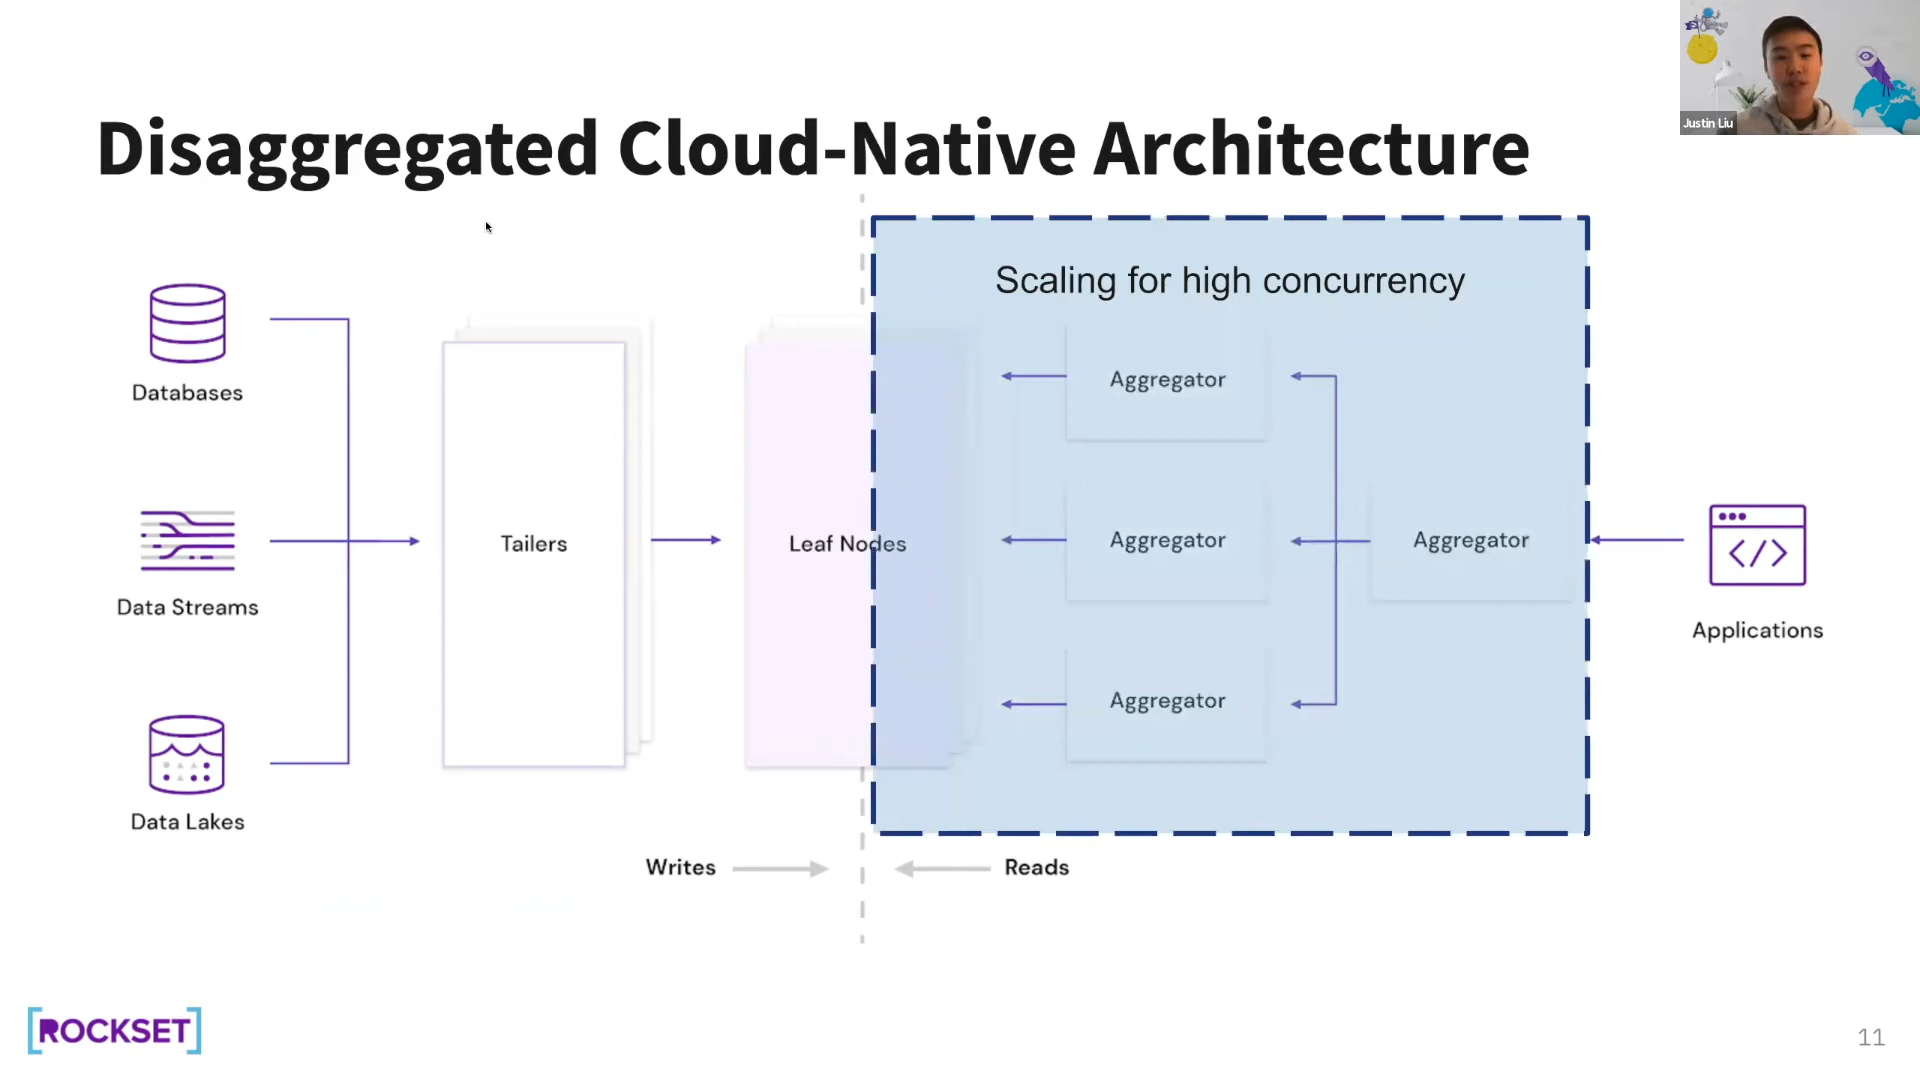 Justin Liu
Disaggregated Cloud-Native Architecture
Scaling for high concurrency
Databases
Data Streams
Data Lakes
Tailers
Leaf Nodes
Aggregator
Aggregator
Aggregator
Aggregator
</>
Applications
Writes
Reads
[ROCKSET]
11